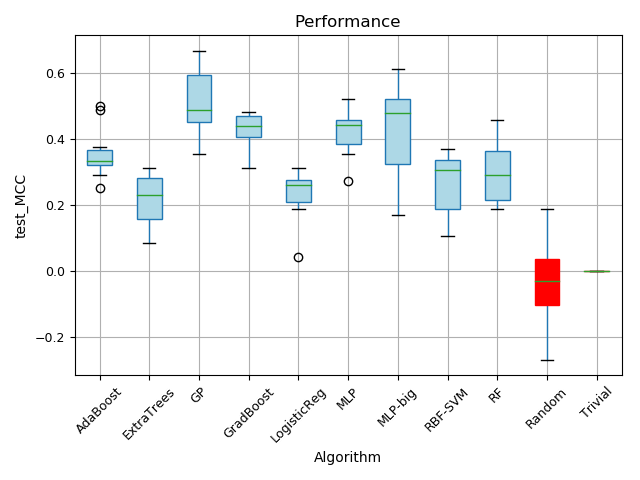 Performance
test_MCC
0.6
0.4
0.2
0.0
−0.2
AdaBoost
ExtraTrees
GP
GradBoost
LogisticReg
MLP
MLP-big
RBF-SVM
RF
Random
Trivial
Algorithm